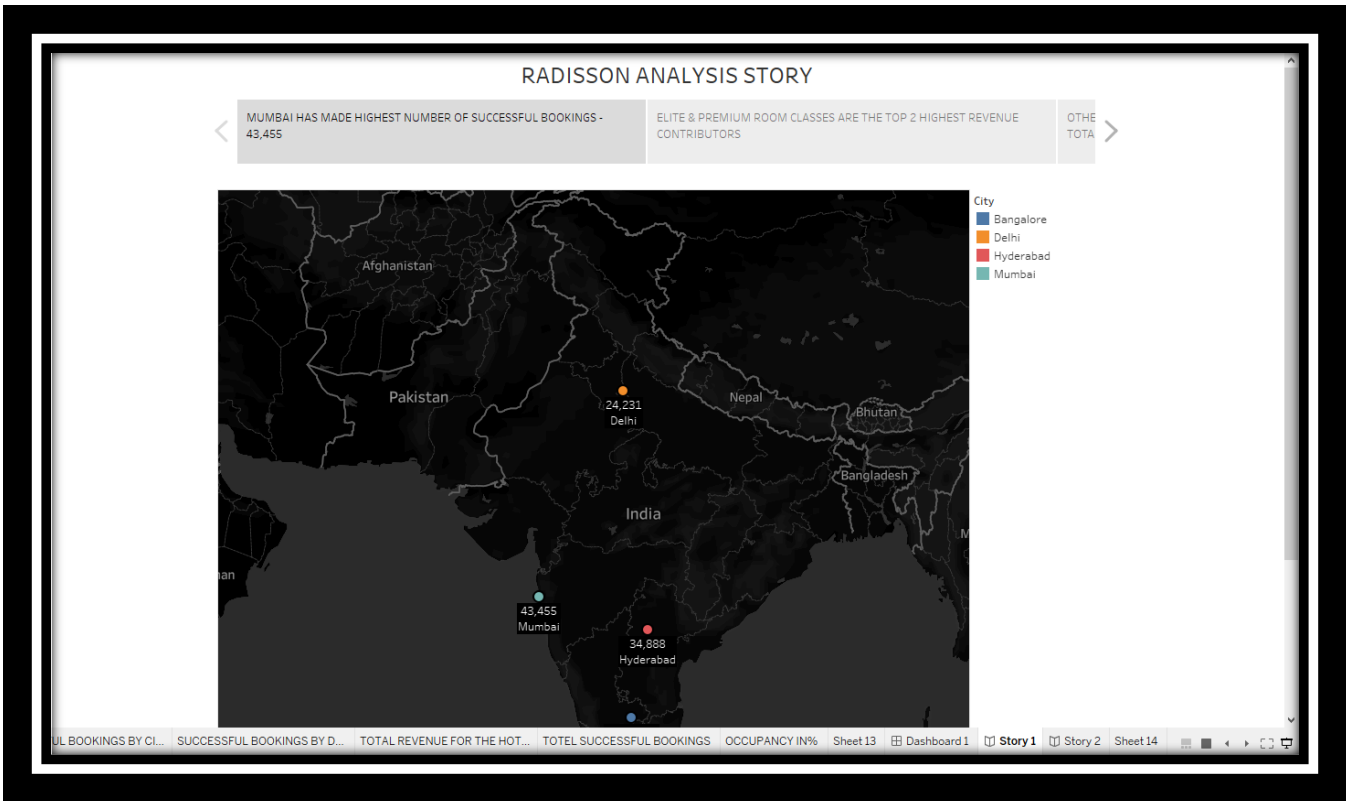 RADISSON ANALYSIS STORY
MUMBAI HAS MADE HIGHEST NUMBER OF SUCCESSFUL BOOKINGS -
43,455
ELITE & PREMIUM ROOM CLASSES ARE THE TOP 2 HIGHEST REVENUE
CONTRIBUTORS
OTHE
TOTA
City
Bangalore
Delhi
Hyderabad
Mumbai
Afghanistan
Pakistan
24,231
Delhi
Nepal
Bhutan
Bangladesh
India
M
an
43,455
Mumbai
34,888
Hyderabad
UL BOOKINGS BY CI... SUCCESSFUL BOOKINGS BY D... TOTAL REVENUE FOR THE HOT... TOTEL SUCCESSFUL BOOKINGS OCCUPANCY IN% Sheet 13 Dashboard 1 Story 1 Story 2 Sheet 14